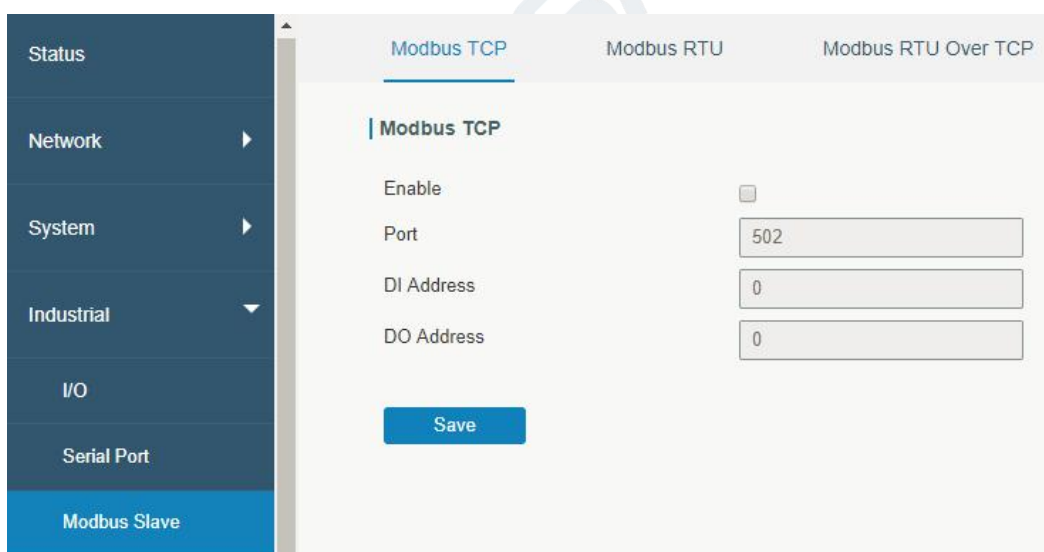 Status
Network
System
Industrial
I/O
Serial Port
Modbus Slave
Modbus TCP
Modbus RTU
Modbus RTU Over TCP
Modbus TCP
Enable
Port
502
DI Address
0
DO Address
0
Save